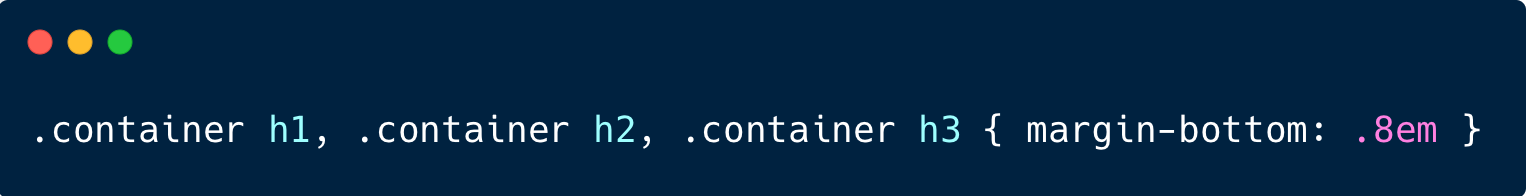 .container h1, .container h2, .container h3 { margin-bottom: .8em }